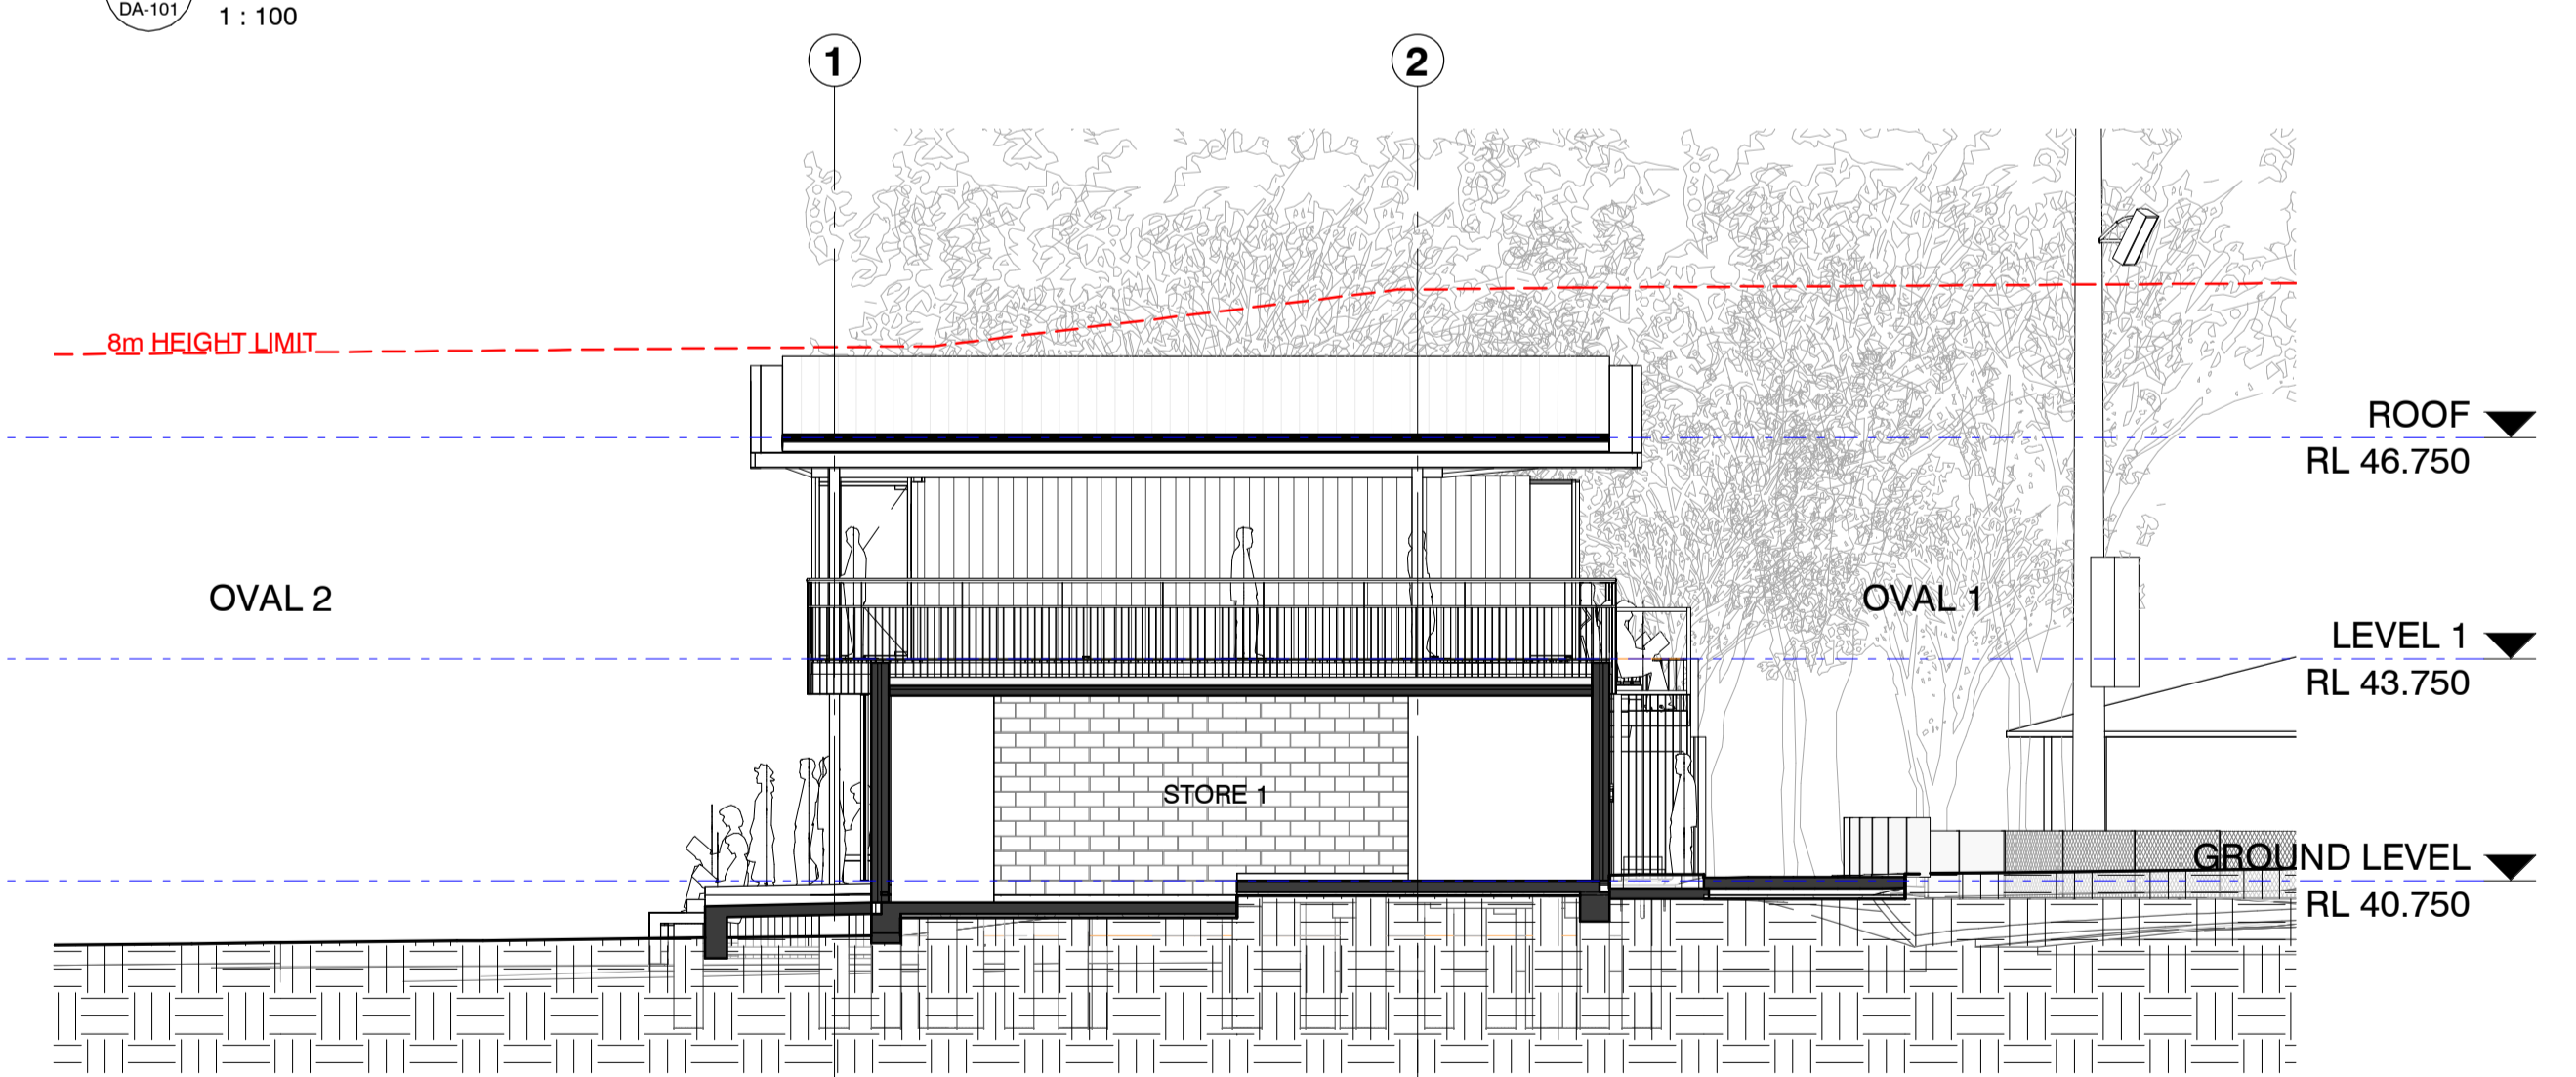 DA-101
1 : 100
1
2
8m HEIGHT LIMIT
ROOF
RL 46.750
OVAL 2
OVAL 1
LEVEL 1
RL 43.750
STORE 1
GROUND LEVEL
RL 40.750